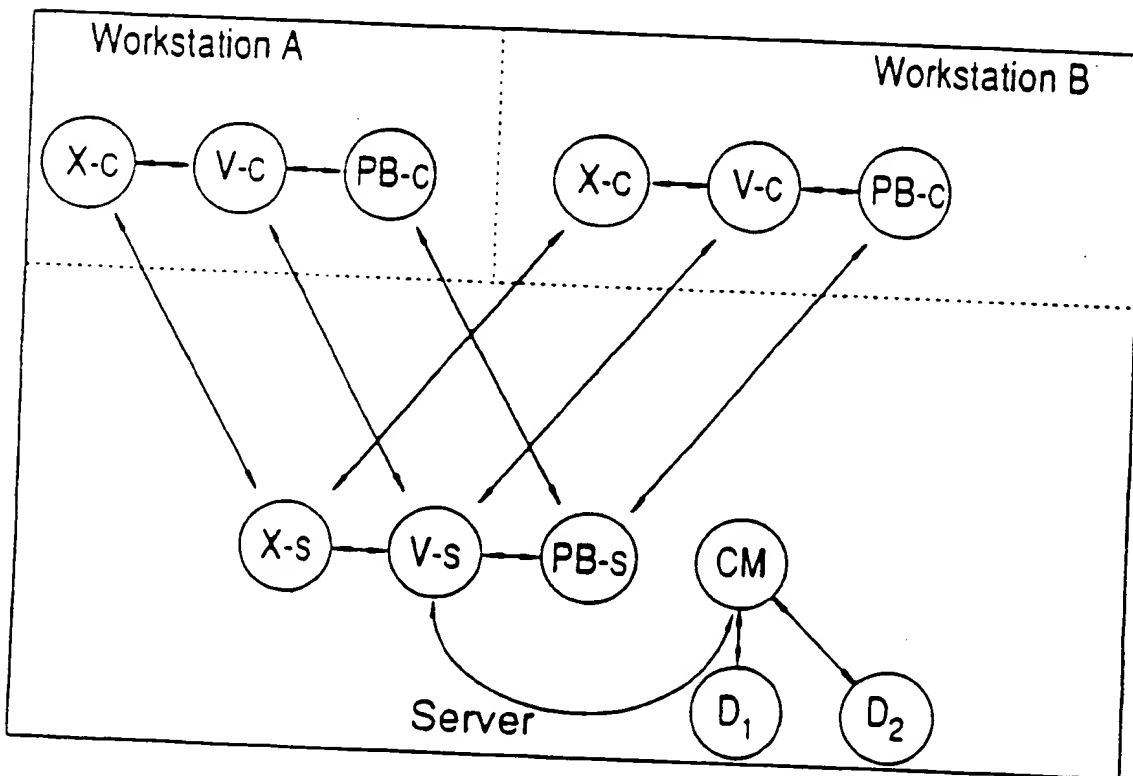 Workstation A
Workstation B
X-c
V-c
PB-c
X-c
V-c
PB-c
X-s
V-s
PB-s
CM
Server
D1
D2